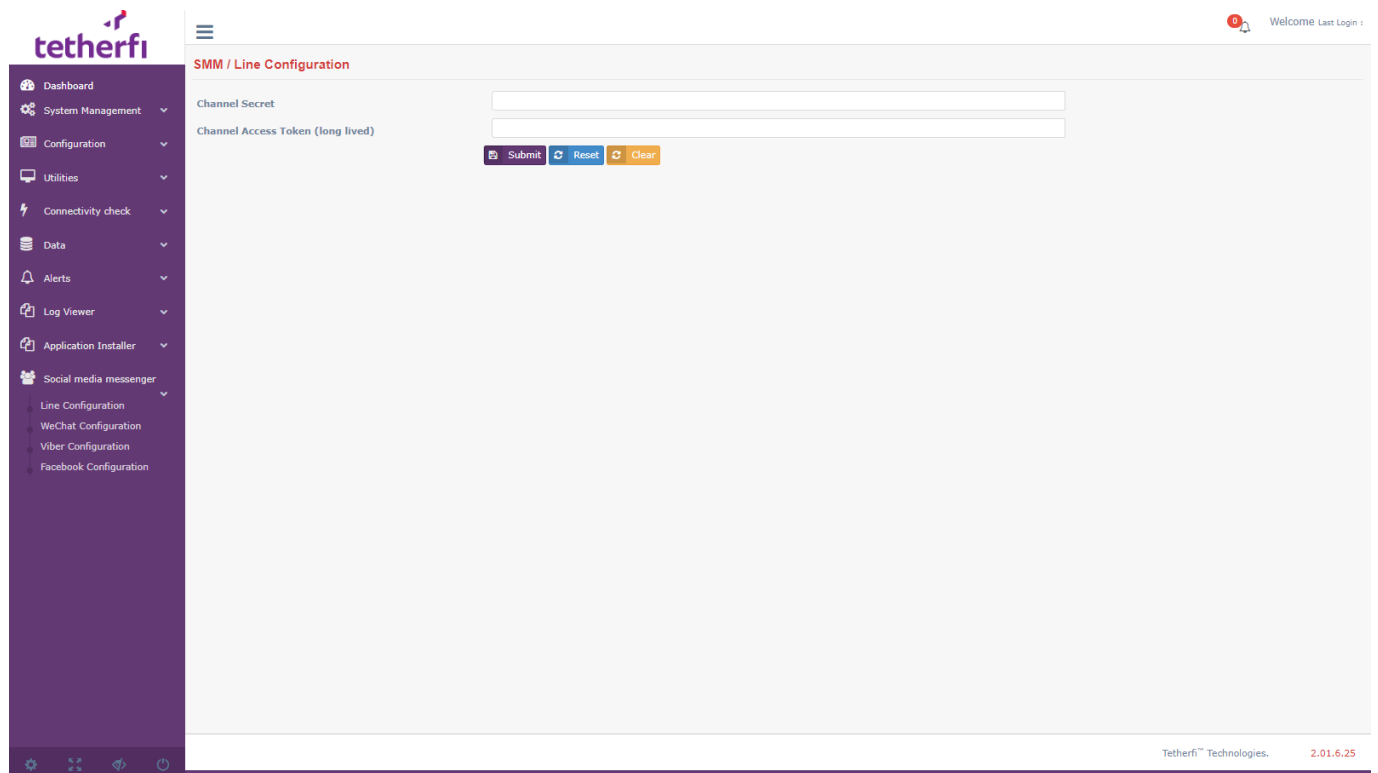 tetherfi
0
Welcome Last Login :
SMM / Line Configuration
Dashboard
System Management
Configuration
Utilities
Connectivity check
Data
Alerts
Log Viewer
Application Installer
Social media messenger
Line Configuration
WeChat Configuration
Viber Configuration
Facebook Configuration
Channel Secret
Channel Access Token (long lived)
Submit Reset Clear
Tetherfi™ Technologies. 2.01.6.25